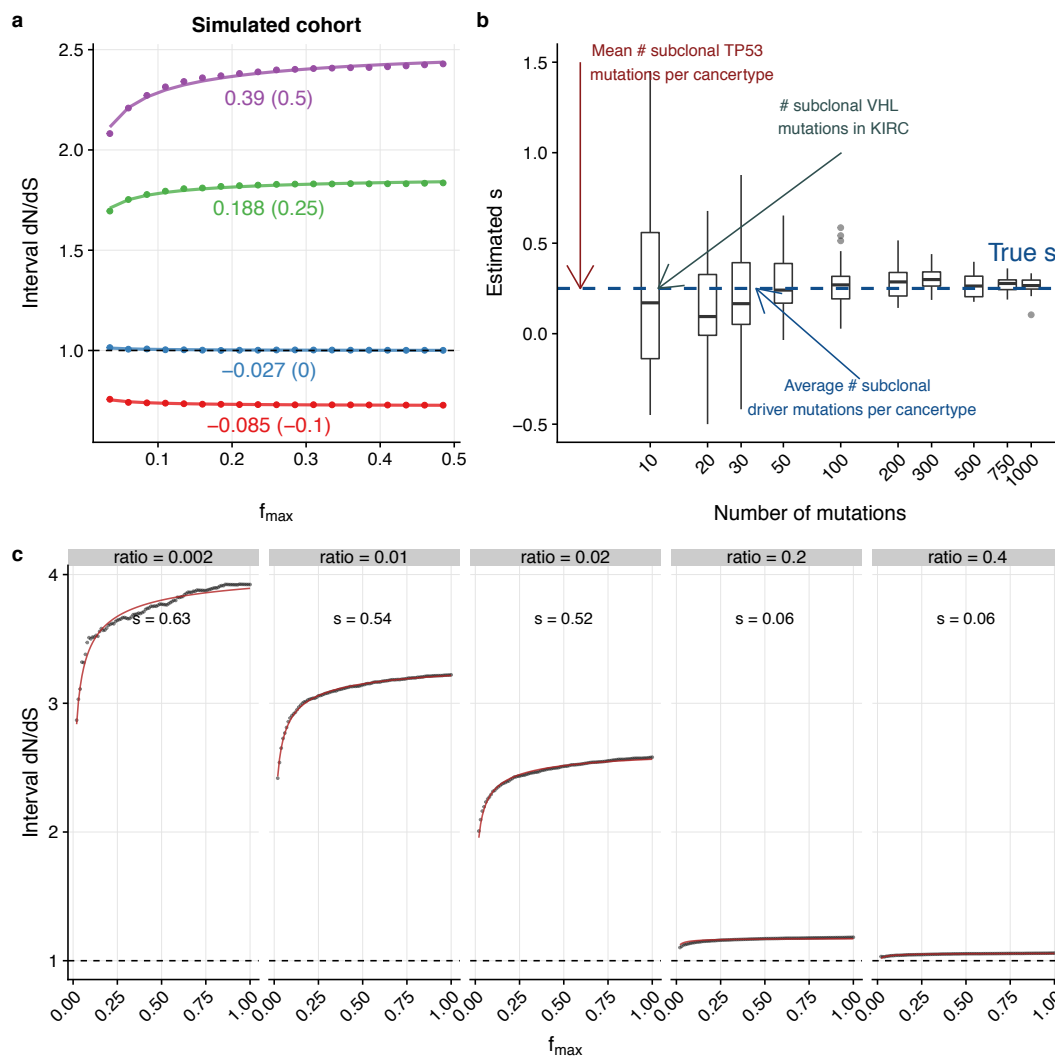 a
Simulated cohort
Interval dN/dS
2.5
2.0
1.5
1.0
0.39 (0.5)
0.188 (0.25)
−0.027 (0)
−0.085 (−0.1)
0.1 0.2 0.3 0.4 0.5
fmax
b
Estimated s
1.5
1.0
0.5
0.0
−0.5
Mean # subclonal TP53
mutations per cancertype
# subclonal VHL
mutations in KIRC
True s
Average # subclonal
driver mutations per cancertype
10 20 30 50 100 200 300 500 750 1000
Number of mutations
c
ratio = 0.002 ratio = 0.01 ratio = 0.02 ratio = 0.2 ratio = 0.4
Interval dN/dS
4
3
2
1
s = 0.63 s = 0.54 s = 0.52 s = 0.06 s = 0.06
0.00 0.25 0.50 0.75 1.00 0.00 0.25 0.50 0.75 1.00 0.00 0.25 0.50 0.75 1.00 0.00 0.25 0.50 0.75 1.00 0.00 0.25 0.50 0.75 1.00
fmax